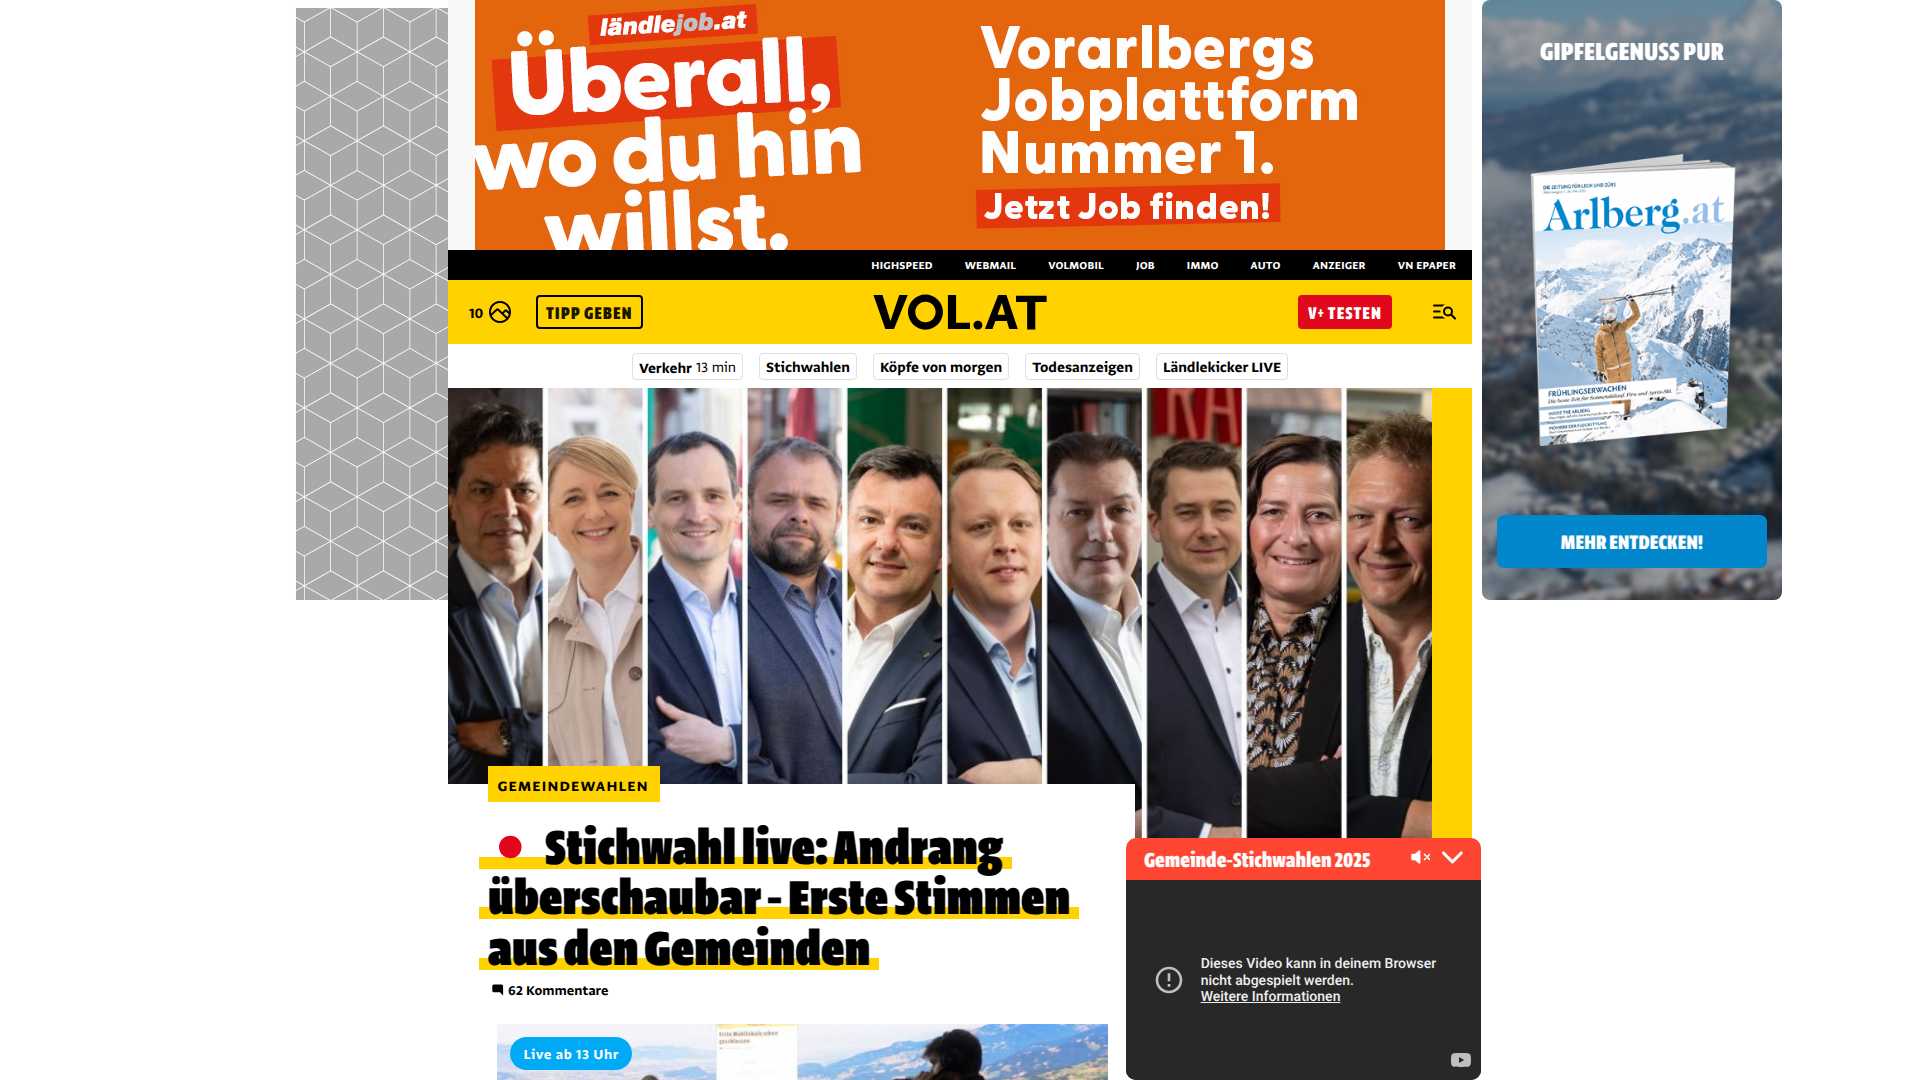 ländlejob.at
Überall,
wo du hin
willst.
Vorarlbergs
Jobplattform
Nummer 1.
Jetzt Job finden!
GIPFELGENUSS PUR
Arlberg.at
FRÜHLINGSERWACHEN
MEHR ENTDECKEN!
HIGHSPEED WEBMAIL VOLMOBIL JOB IMMO AUTO ANZEIGER VN EPAPER
10 TIPP GEBEN VOL.AT V+ TESTEN
Verkehr 13 min Stichwahlen Köpfe von morgen Todesanzeigen Ländlekicker LIVE
GEMEINDEWAHLEN
Stichwahl live: Andrang
überschaubar - Erste Stimmen
aus den Gemeinden
62 Kommentare
Live ab 13 Uhr
Gemeinde-Stichwahlen 2025
Dieses Video kann in deinem Browser
nicht abgespielt werden.
Weitere Informationen